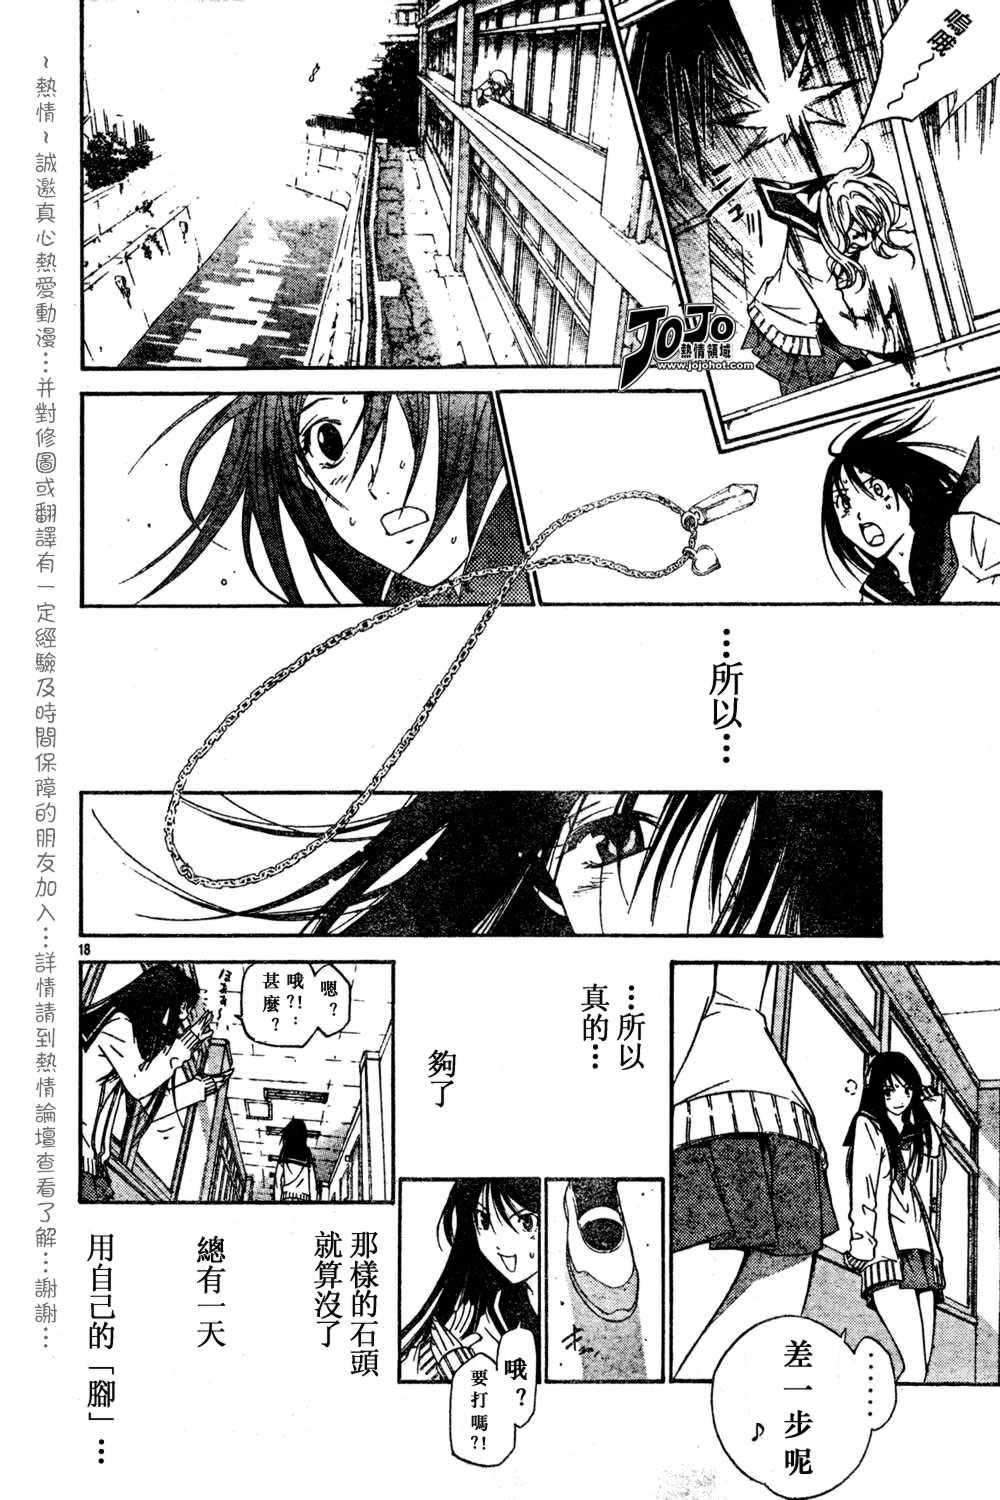 嗚哦～～
JOJO
熱情領域
www.jojohot.com
…所以…
18
…所以
真的…
夠了
嗯？
哦?!…
甚麼？
………
差一步呢♪
哦？
要打嗎?!
那樣的石頭
就算沒了
總有一天
用自己的「腳」…
～熱情～誠邀真心熱愛動漫…并對修圖或翻譯有一定經驗及時間保障的朋友加入…詳情請到熱情論壇查看了解…謝謝…